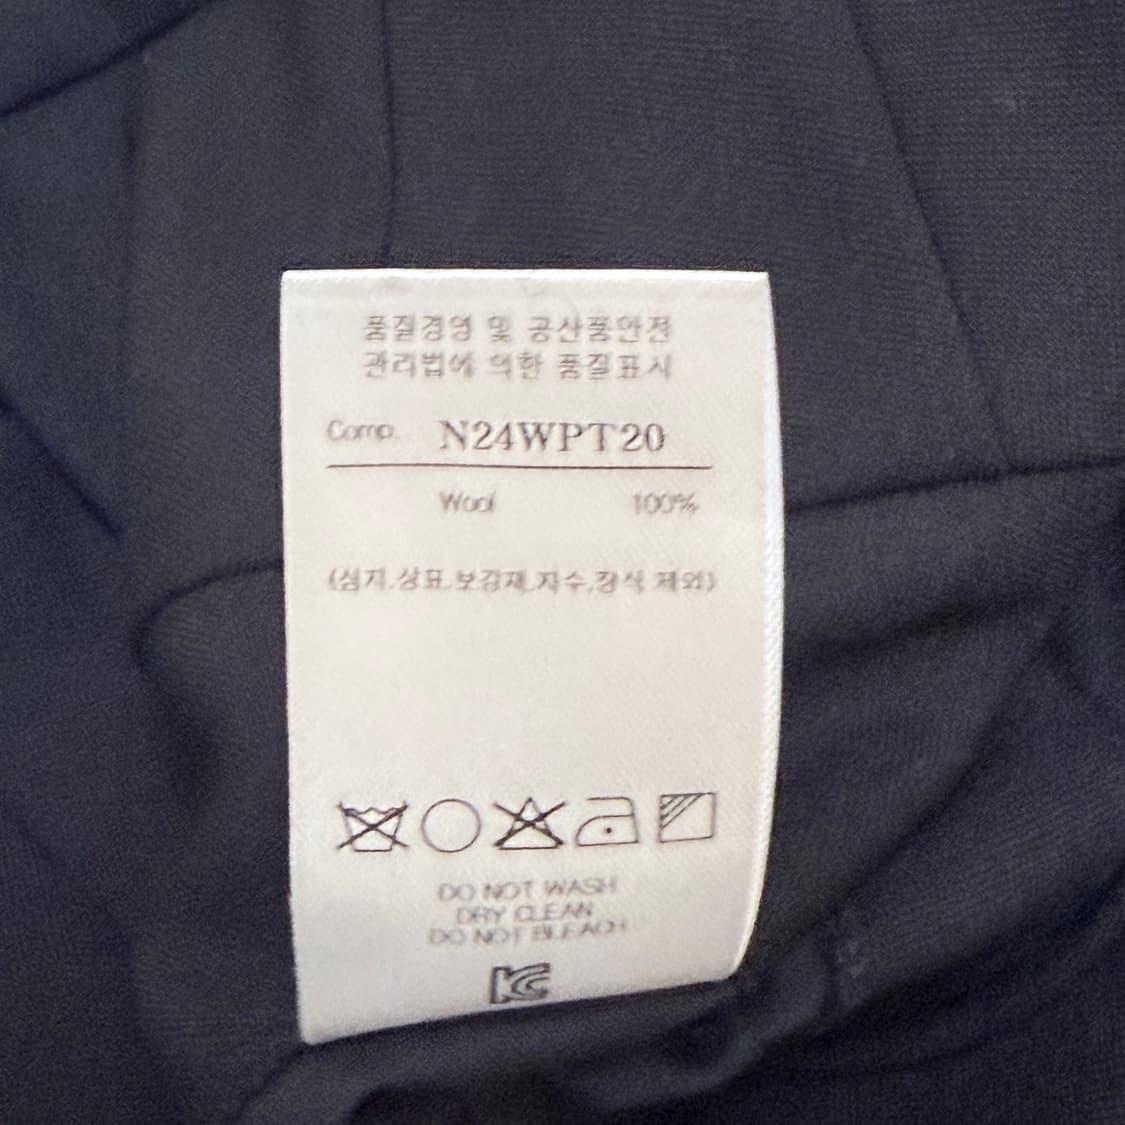 품질경영 및 공산품안전
관리법에 의한 품질표시
Comp. N24WPT20
Wool 100%
(심지,상표,보강재,자수,장식 제외)
DO NOT WASH
DRY CLEAN
DO NOT BLEACH
KC